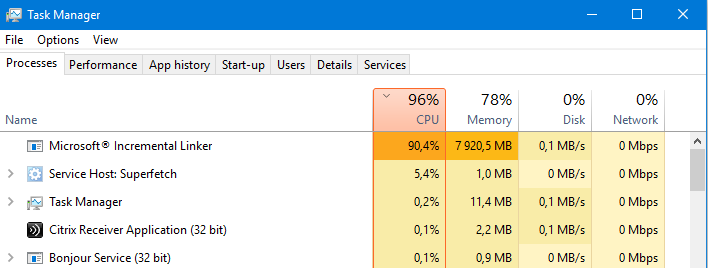 Task Manager
File Options View
Processes Performance App history Start-up Users Details Services
96% 78% 0% 0%
Name CPU Memory Disk Network
Microsoft® Incremental Linker 90,4% 7 920,5 MB 0,1 MB/s 0 Mbps
Service Host: Superfetch 5,4% 1,0 MB 0 MB/s 0 Mbps
Task Manager 0,2% 11,4 MB 0,1 MB/s 0 Mbps
Citrix Receiver Application (32 bit) 0,1% 2,2 MB 0,1 MB/s 0 Mbps
Bonjour Service (32 bit) 0,1% 0,9 MB 0 MB/s 0 Mbps